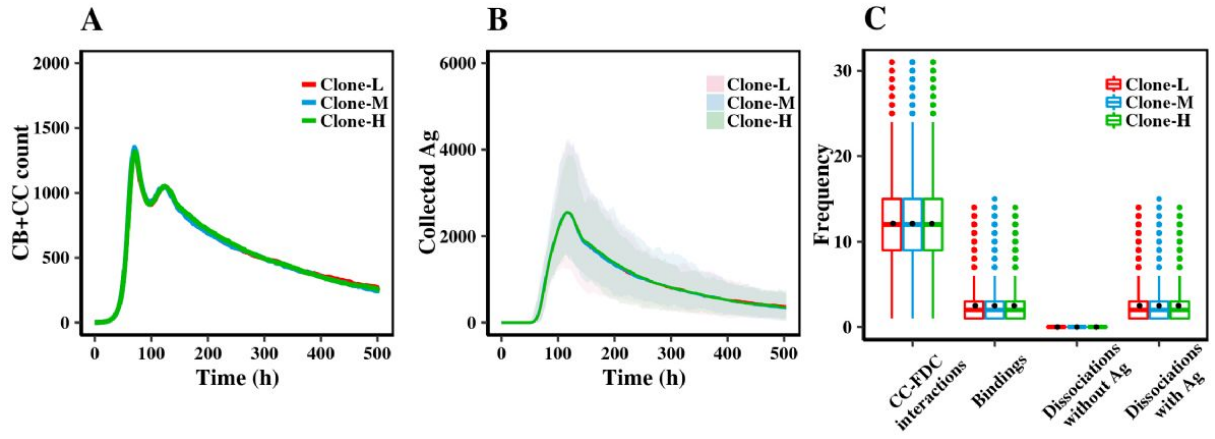 A
CB+CC count
2000
1500
1000
500
0
0 100 200 300 400 500
Time (h)
Clone-L
Clone-M
Clone-H
B
Collected Ag
6000
4000
2000
0
0 100 200 300 400 500
Time (h)
Clone-L
Clone-M
Clone-H
C
Frequency
30
20
10
0
Clone-L
Clone-M
Clone-H
CC-FDC
interactions
Bindings
Dissociations
without Ag
Dissociations
with Ag